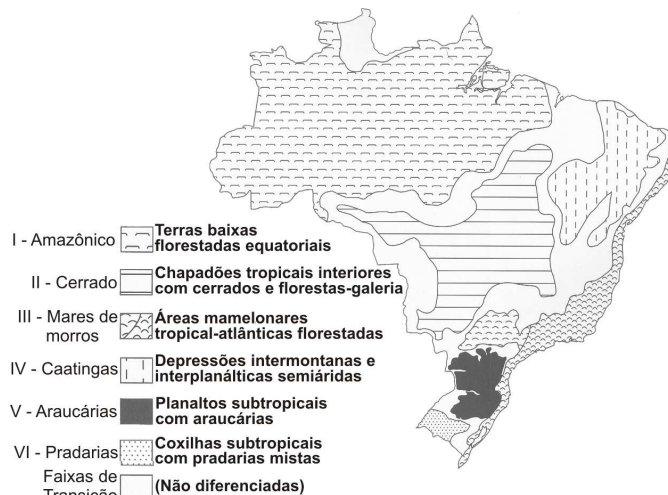 I - Amazônico Terras baixas
florestadas equatoriais
II - Cerrado Chapadões tropicais interiores
com cerrados e florestas-galeria
III - Mares de
morros Áreas mamelonares
tropical-atlânticas florestadas
IV - Caatingas Depressões intermontanas e
interplanálticas semiáridas
V - Araucárias Planaltos subtropicais
com araucárias
VI - Pradarias Coxilhas subtropicais
com pradarias mistas
Faixas de
Transição (Não diferenciadas)